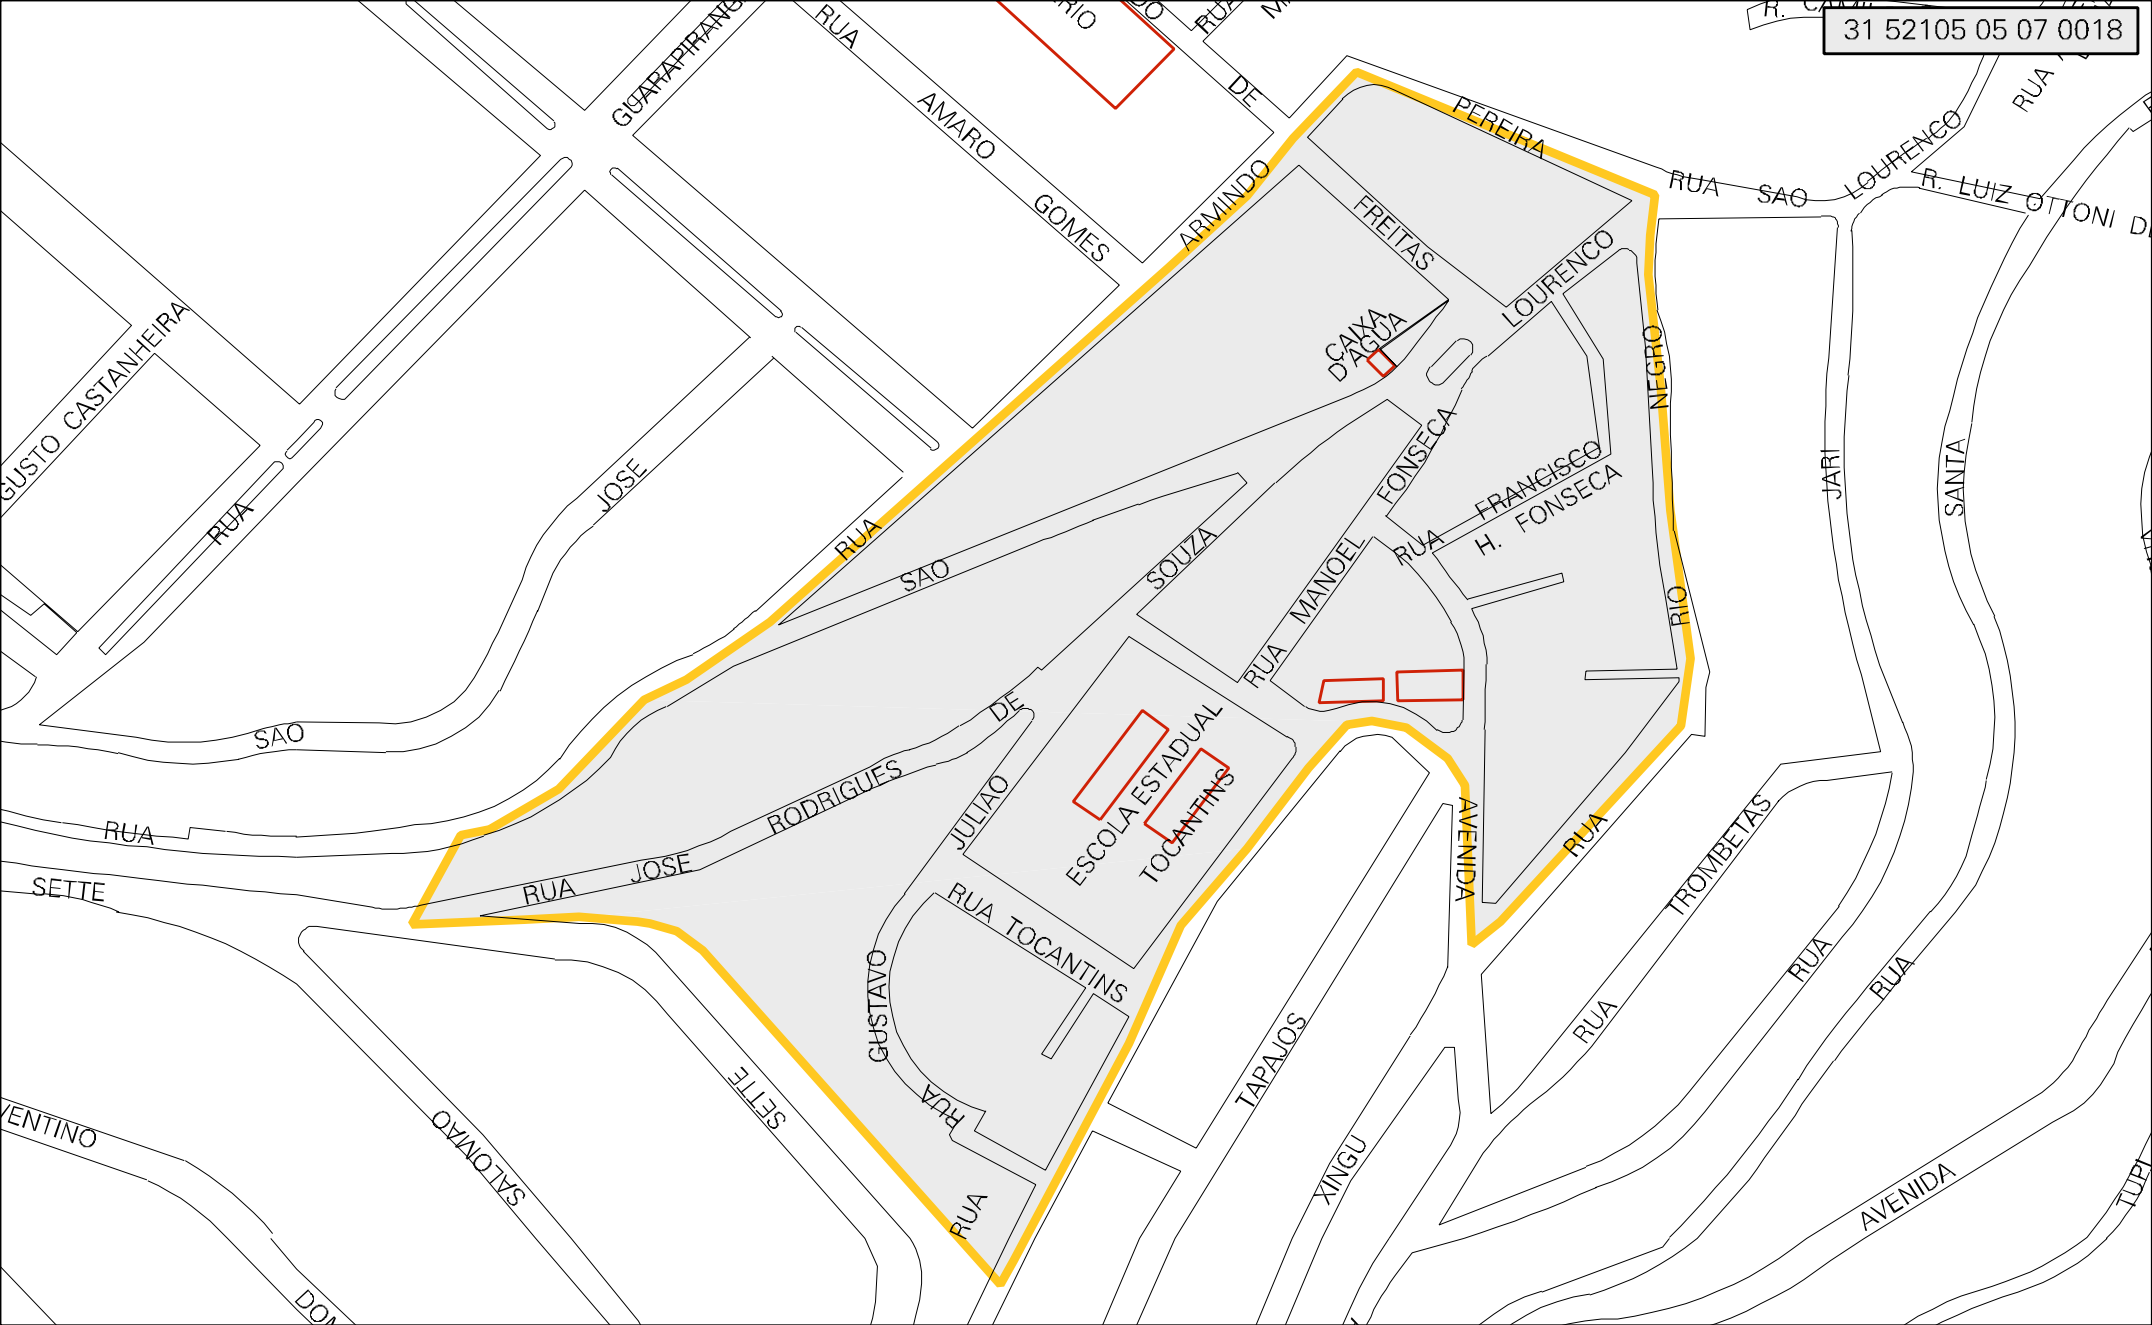 31 52105 05 07 0018
RUA
GUARAPIRANGA
AMARO
GOMES
DE
RUA
PEREIRA
ARMINDO
RUA
RUA SAO
LOURENCO
R. LUIZ OTTONI
RUA
FREITAS
LOURENCO
CAIXA
D'AGUA
GUSTO CASTANHEIRA
RUA
JOSE
NEGRO
RIO
RUA
JARI
SANTA
FONSECA
MANOEL
RUA
FRANCISCO
H. FONSECA
RUA
SAO
SOUZA
DE
RODRIGUES
JOSE
RUA
SAO
RUA
SETTE
JULIAO
ESCOLA ESTADUAL
TOCANTINS
AVENIDA
TROMBETAS
RUA
RUA
RUA
RUA TOCANTINS
GUSTAVO
RUA
RUA
SETTE
SALOMAO
VENTINO
TAPAJOS
XINGU
AVENIDA
TUPI